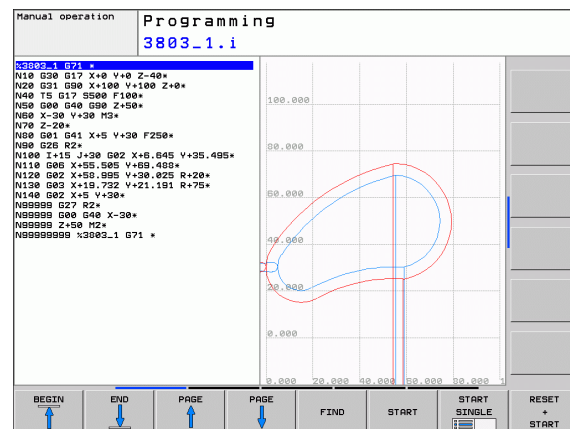 Manual operation
Programming
3803_1.i
%3803_1 G71 *
N10 G30 G17 X+0 Y+0 Z-40*
N20 G31 G90 X+100 Y+100 Z+0*
N40 T5 G17 S500 F100*
N50 G00 G40 G90 Z+50*
N60 X-30 Y+30 M3*
N70 Z-20*
N80 G01 G41 X+5 Y+30 F250*
N90 G26 R2*
N100 I+15 J+30 G02 X+6.645 Y+35.495*
N110 G06 X+55.505 Y+69.488*
N120 G02 X+58.995 Y+30.025 R+20*
N130 G03 X+19.732 Y+21.191 R+75*
N140 G02 X+5 Y+30*
N99999 G27 R2*
N99999 G00 G40 X-30*
N99999 Z+50 M2*
N99999999 %3803_1 G71 *
100.000
80.000
60.000
40.000
20.000
0.000
0.000 20.000 40.000 60.000 80.000 1
BEGIN
END
PAGE
PAGE
FIND
START
START SINGLE
RESET + START